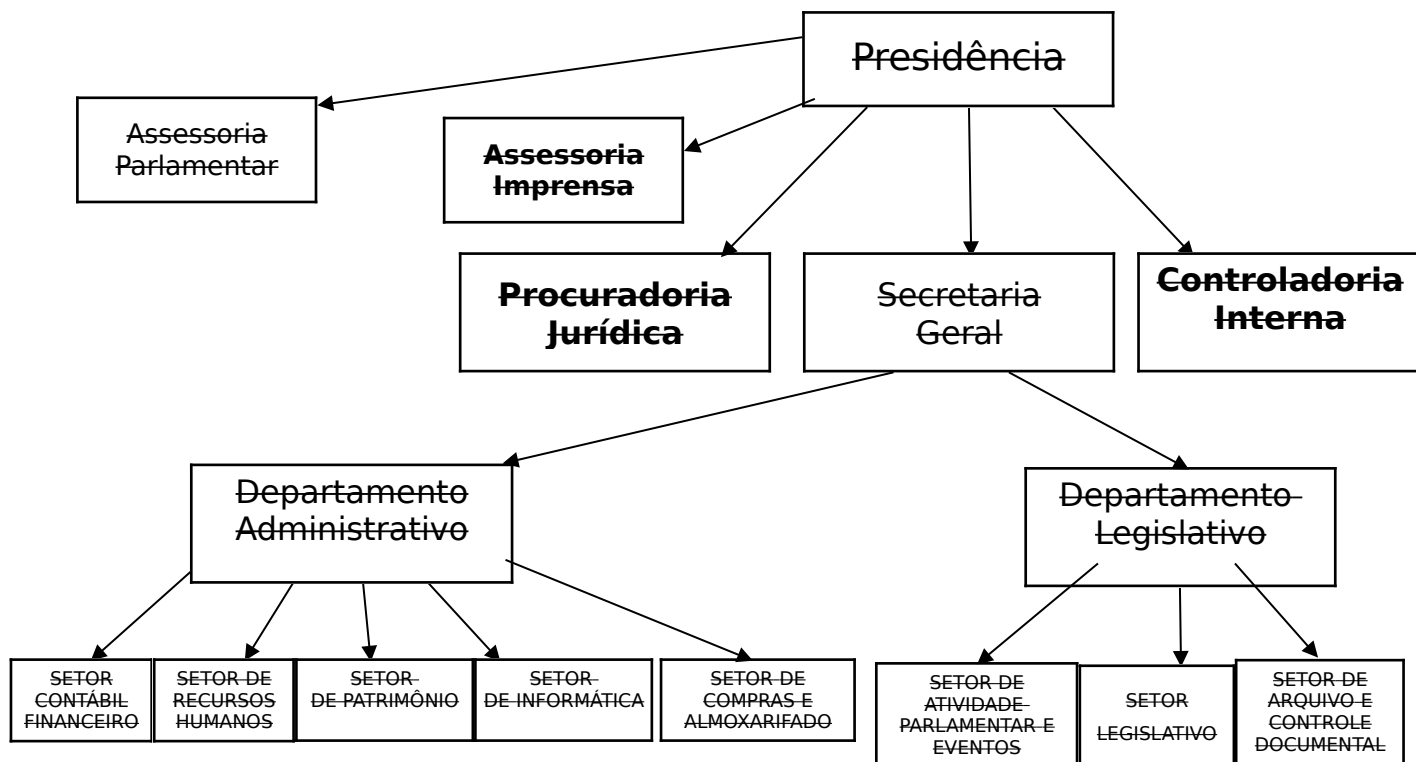 Presidência
Assessoria
Parlamentar
Assessoria
Imprensa
Procuradoria
Jurídica
Secretaria
Geral
Controladoria
Interna
Departamento
Administrativo
Departamento
Legislativo
SETOR
CONTÁBIL
FINANCEIRO
SETOR DE
RECURSOS
HUMANOS
SETOR
DE PATRIMÔNIO
SETOR
DE INFORMÁTICA
SETOR DE
COMPRAS E
ALMOXARIFADO
SETOR DE
ATIVIDADE
PARLAMENTAR E
EVENTOS
SETOR
LEGISLATIVO
SETOR DE
ARQUIVO E
CONTROLE
DOCUMENTAL